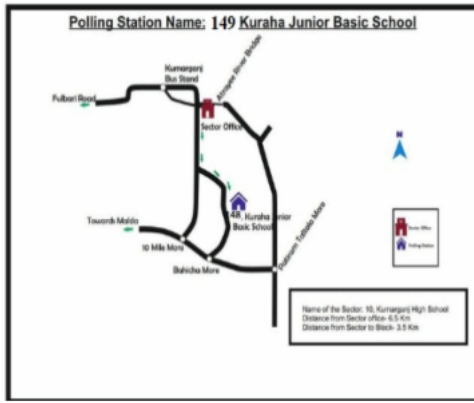 Polling Station Name: 149 Kuraha Junior Basic School
Kumarganj
Bus Stand
Atrayee River Bridge
Fulbari Road
Sector Office
N
148, Kuraha Junior
Basic School
Towards Malda
10 Mile More
Bahicha More
Patiram Tottala More
Sector Office
Polling Station
Name of the Sector: 10, Kumarganj High School
Distance from Sector office- 6.5 Km
Distance from Sector to Block- 3.5 Km